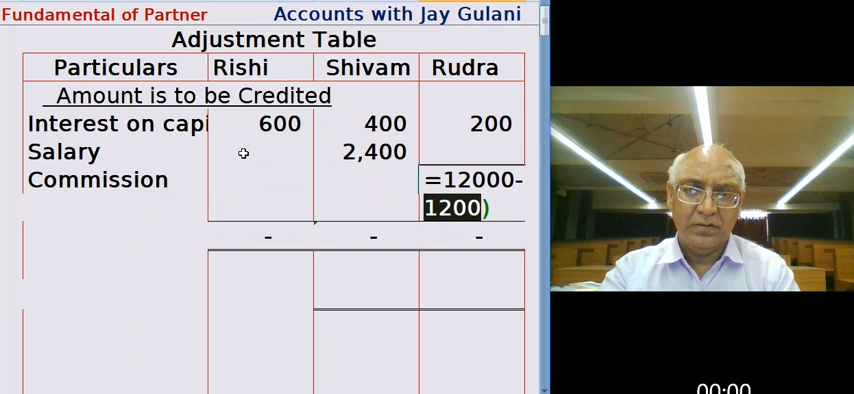 Fundamental of Partner Accounts with Jay Gulani
Adjustment Table
Particulars Rishi Shivam Rudra
Amount is to be Credited
Interest on capi 600 400 200
Salary 2,400
Commission =12000-
1200)
- - -
00:00